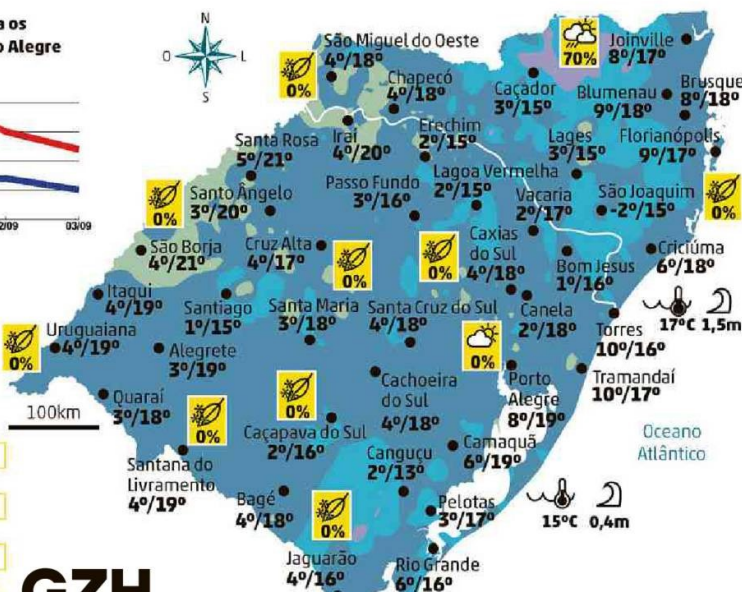 a os
o Alegre
2/09
03/09
N
O
L
S
São Miguel do Oeste
4º/18º
0%
Chapecó
4º/18º
70%
Joinville
8º/17º
Caçador
3º/15º
Blumenau
9º/18º
Brusque
8º/18º
Santa Rosa
5º/21º
Iraí
4º/20º
Erechim
2º/15º
Lages
3º/15º
Florianópolis
9º/17º
0%
Santo Ângelo
3º/20º
0%
Passo Fundo
3º/16º
Lagoa Vermelha
2º/15º
Vacaria
2º/17º
São Joaquim
-2º/15º
São Borja
4º/21º
Cruz Alta
4º/17º
0%
0%
Caxias
do Sul
4º/18º
Bom Jesus
1º/16º
Criciúma
6º/18º
Itaqui
4º/19º
Santiago
1º/15º
Santa Maria
3º/18º
Santa Cruz do Sul
4º/18º
Canela
2º/18º
Torres
10º/16º
17ºC 1,5m
Uruguaiana
4º/19º
0%
Alegrete
3º/19º
0%
Porto
Alegre
8º/19º
Tramandaí
10º/17º
Quaraí
3º/18º
100km
0%
0%
Cachoeira
do Sul
4º/18º
Caçapava do Sul
2º/16º
Camaquã
6º/19º
Oceano
Atlântico
Santana do
Livramento
4º/19º
Bagé
4º/18º
Canguçu
2º/13º
0%
Pelotas
3º/17º
15ºC 0,4m
Jaguarão
4º/16º
Rio Grande
6º/16º
GZH